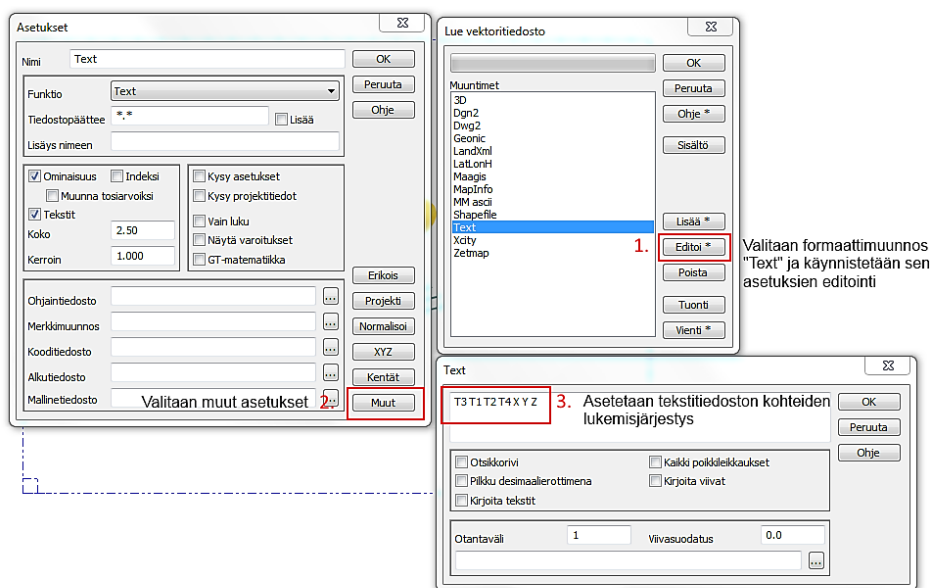 Asetukset
Nimi
Text
OK
Funktio
Text
Peruuta
Tiedostopäättee
*.*
Lisää
Ohje
Lisäys nimeen
Ominaisuus
Indeksi
Muunna tosiarvoiksi
Tekstit
Koko
2.50
Kerroin
1.000
Kysy asetukset
Kysy projektitiedot
Vain luku
Näytä varoitukset
GT-matematiikka
Erikois
Projekti
Normalisoi
XYZ
Kentät
Muut
Ohjaintiedosto
...
Merkkimuunnos
...
Kooditiedosto
...
Alkutiedosto
...
Mallinetiedosto
...
Valitaan muut asetukset 2.
Lue vektoritiedosto
OK
Muuntimet
Peruuta
3D
Dgn2
Dwg2
Geonic
LandXml
LatLonH
Maagis
MapInfo
MM ascii
Shapefile
Text
Xcity
Zetmap
Ohje *
Sisältö
Lisää *
1.
Editoi *
Poista
Tuonti
Vienti *
Valitaan formaattimuunnos
"Text" ja käynnistetään sen
asetuksien editointi
Text
T3 T1 T2 T4 X Y Z
3. Asetetaan tekstitiedoston kohteiden
lukemisjärjestys
OK
Peruuta
Ohje
Otsikkorivi
Kaikki poikkileikkaukset
Pilkku desimaalierottimena
Kirjoita viivat
Kirjoita tekstit
Otantaväli
1
Viivasuodatus
0.0
...